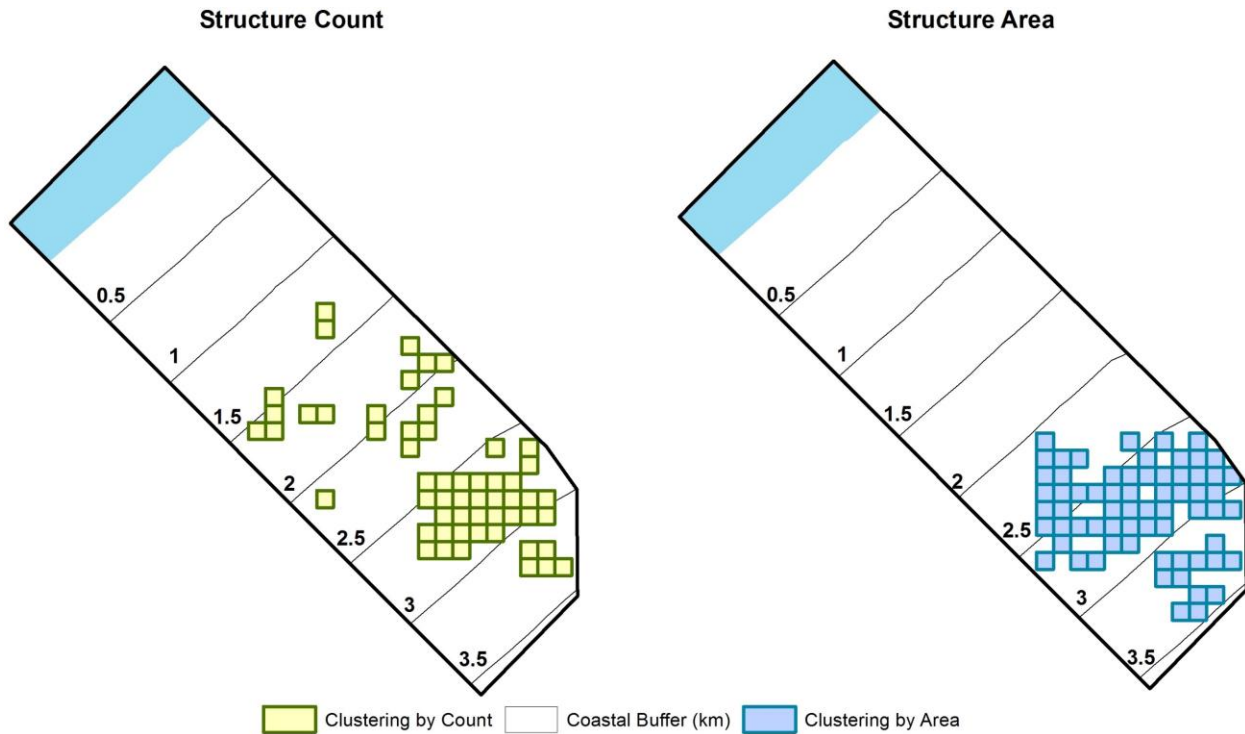 Structure Count
Structure Area
0.5
1
1.5
2
2.5
3
3.5
0.5
1
1.5
2
2.5
3
3.5
Clustering by Count
Coastal Buffer (km)
Clustering by Area